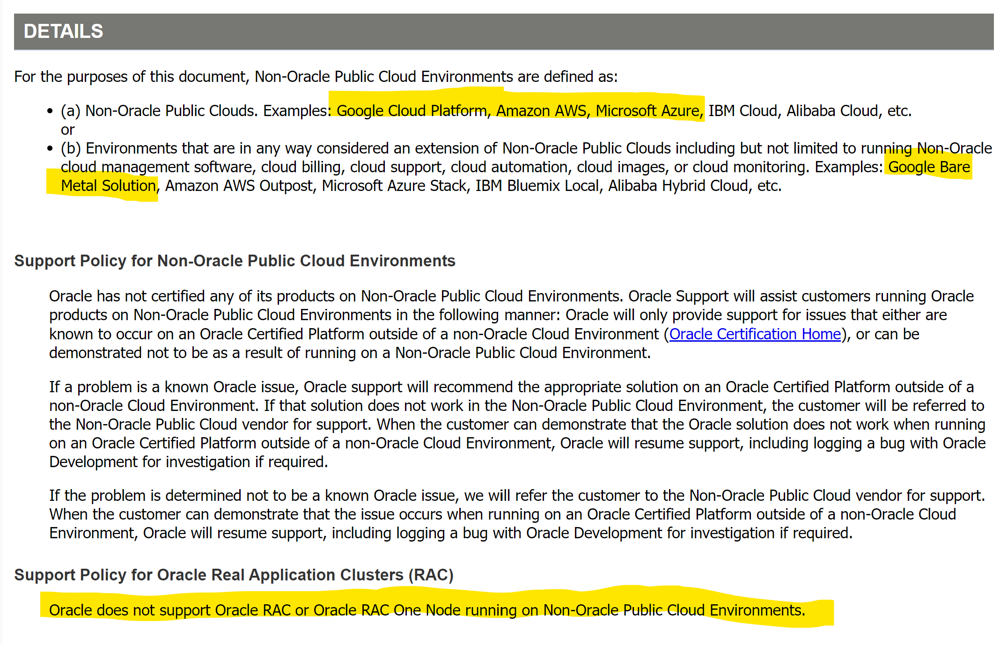 DETAILS
For the purposes of this document, Non-Oracle Public Cloud Environments are defined as:
• (a) Non-Oracle Public Clouds. Examples: Google Cloud Platform, Amazon AWS, Microsoft Azure, IBM Cloud, Alibaba Cloud, etc.
or
• (b) Environments that are in any way considered an extension of Non-Oracle Public Clouds including but not limited to running Non-Oracle
cloud management software, cloud billing, cloud support, cloud automation, cloud images, or cloud monitoring. Examples: Google Bare
Metal Solution, Amazon AWS Outpost, Microsoft Azure Stack, IBM Bluemix Local, Alibaba Hybrid Cloud, etc.
Support Policy for Non-Oracle Public Cloud Environments
Oracle has not certified any of its products on Non-Oracle Public Cloud Environments. Oracle Support will assist customers running Oracle
products on Non-Oracle Public Cloud Environments in the following manner: Oracle will only provide support for issues that either are
known to occur on an Oracle Certified Platform outside of a non-Oracle Cloud Environment (Oracle Certification Home), or can be
demonstrated not to be as a result of running on a Non-Oracle Public Cloud Environment.
If a problem is a known Oracle issue, Oracle support will recommend the appropriate solution on an Oracle Certified Platform outside of a
non-Oracle Cloud Environment. If that solution does not work in the Non-Oracle Public Cloud Environment, the customer will be referred to
the Non-Oracle Public Cloud vendor for support. When the customer can demonstrate that the Oracle solution does not work when running
on an Oracle Certified Platform outside of a non-Oracle Cloud Environment, Oracle will resume support, including logging a bug with Oracle
Development for investigation if required.
If the problem is determined not to be a known Oracle issue, we will refer the customer to the Non-Oracle Public Cloud vendor for support.
When the customer can demonstrate that the issue occurs when running on an Oracle Certified Platform outside of a non-Oracle Cloud
Environment, Oracle will resume support, including logging a bug with Oracle Development for investigation if required.
Support Policy for Oracle Real Application Clusters (RAC)
Oracle does not support Oracle RAC or Oracle RAC One Node running on Non-Oracle Public Cloud Environments.